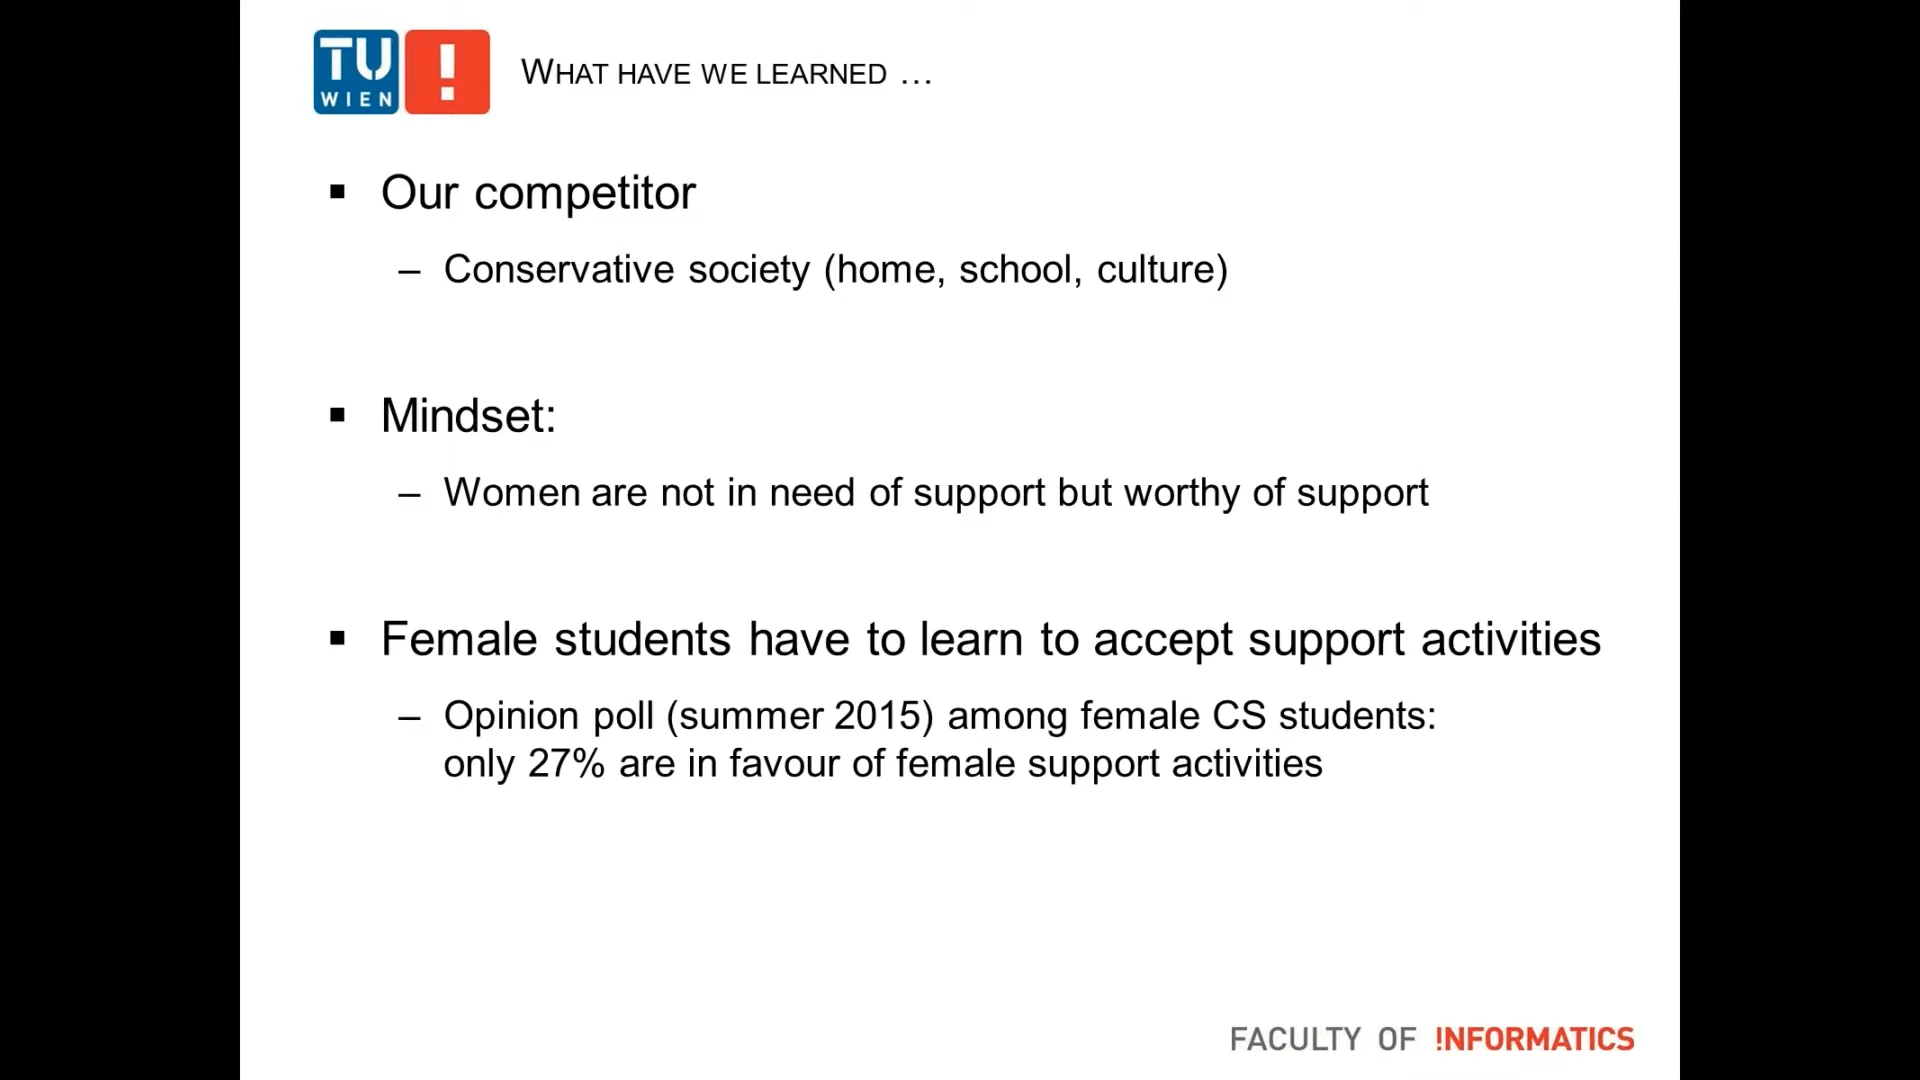 TU
WIEN
!
WHAT HAVE WE LEARNED …
▪ Our competitor
– Conservative society (home, school, culture)
▪ Mindset:
– Women are not in need of support but worthy of support
▪ Female students have to learn to accept support activities
– Opinion poll (summer 2015) among female CS students:
only 27% are in favour of female support activities
FACULTY OF !NFORMATICS